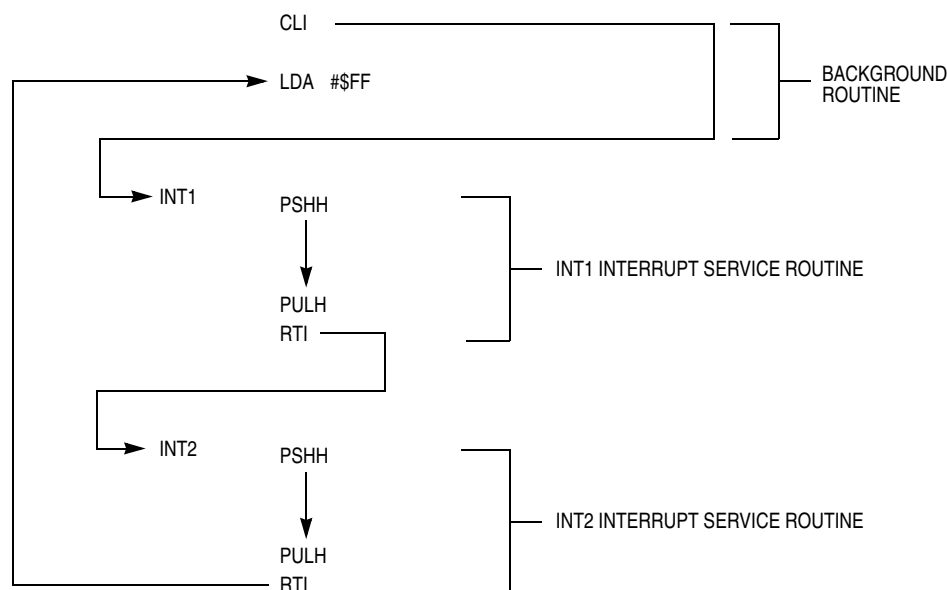 CLI
LDA #$FF
BACKGROUND
ROUTINE
INT1
PSHH
INT1 INTERRUPT SERVICE ROUTINE
PULH
RTI
INT2
PSHH
INT2 INTERRUPT SERVICE ROUTINE
PULH
RTI